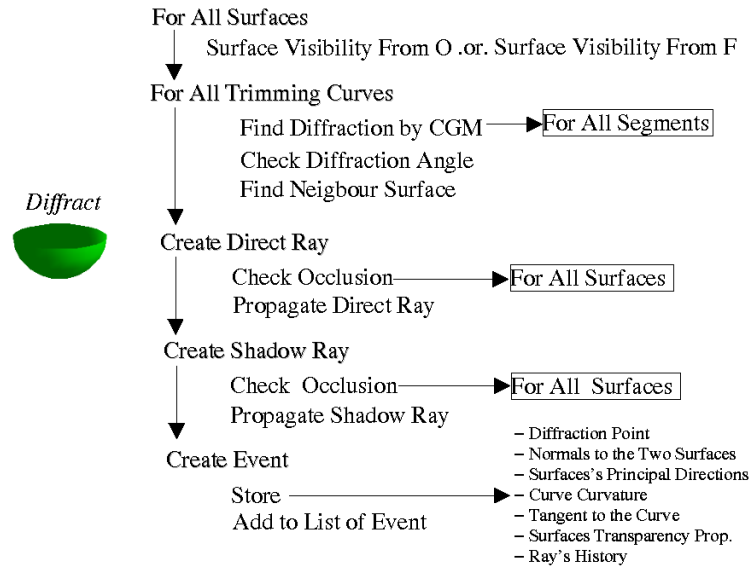 For All Surfaces
Surface Visibility From O .or. Surface Visibility From F
For All Trimming Curves
Find Diffraction by CGM
For All Segments
Check Diffraction Angle
Find Neigbour Surface
Diffract
Create Direct Ray
Check Occlusion
For All Surfaces
Propagate Direct Ray
Create Shadow Ray
Check Occlusion
For All Surfaces
Propagate Shadow Ray
Create Event
Store
Add to List of Event
– Diffraction Point
– Normals to the Two Surfaces
– Surfaces's Principal Directions
– Curve Curvature
– Tangent to the Curve
– Surfaces Transparency Prop.
– Ray's History